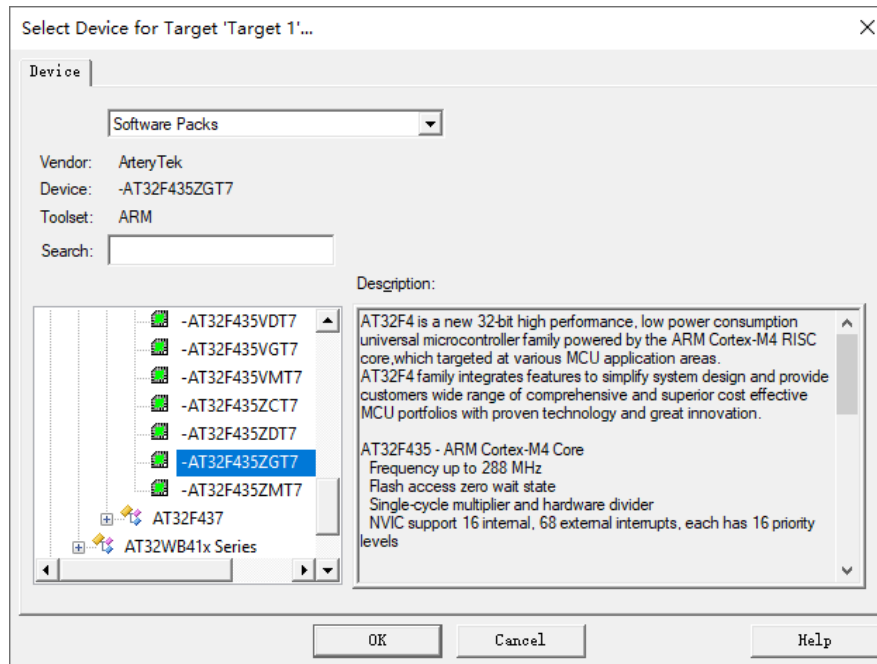 Select Device for Target 'Target 1'...
Device
Software Packs
Vendor: ArteryTek
Device: -AT32F435ZGT7
Toolset: ARM
Search:
Description:
-AT32F435VDT7
-AT32F435VGT7
-AT32F435VMT7
-AT32F435ZCT7
-AT32F435ZDT7
-AT32F435ZGT7
-AT32F435ZMT7
AT32F437
AT32WB41x Series
AT32F4 is a new 32-bit high performance, low power consumption
universal microcontroller family powered by the ARM Cortex-M4 RISC
core,which targeted at various MCU application areas.
AT32F4 family integrates features to simplify system design and provide
customers wide range of comprehensive and superior cost effective
MCU portfolios with proven technology and great innovation.
AT32F435 - ARM Cortex-M4 Core
Frequency up to 288 MHz
Flash access zero wait state
Single-cycle multiplier and hardware divider
NVIC support 16 internal, 68 external interrupts, each has 16 priority
levels
OK
Cancel
Help